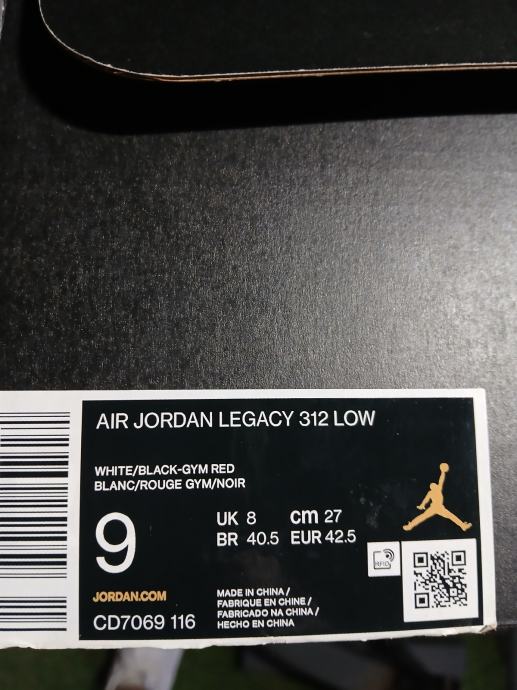 AIR JORDAN LEGACY 312 LOW
WHITE/BLACK-GYM RED
BLANC/ROUGE GYM/NOIR
9
UK 8 cm 27
BR 40.5 EUR 42.5
RFID
JORDAN.COM
CD7069 116
MADE IN CHINA /
FABRIQUE EN CHINE /
FABRICADO NA CHINA /
HECHO EN CHINA